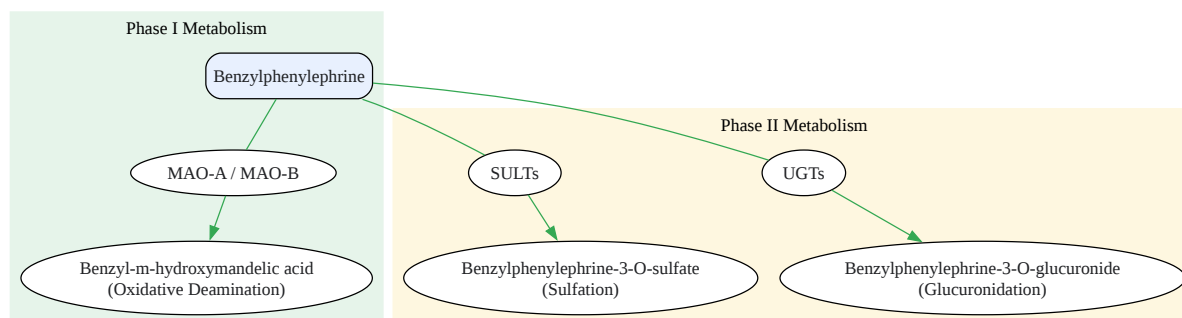 Phase I Metabolism
Benzylphenylephrine
Phase II Metabolism
MAO-A / MAO-B
SULTs
UGTs
Benzyl-m-hydroxymandelic acid
(Oxidative Deamination)
Benzylphenylephrine-3-O-sulfate
(Sulfation)
Benzylphenylephrine-3-O-glucuronide
(Glucuronidation)